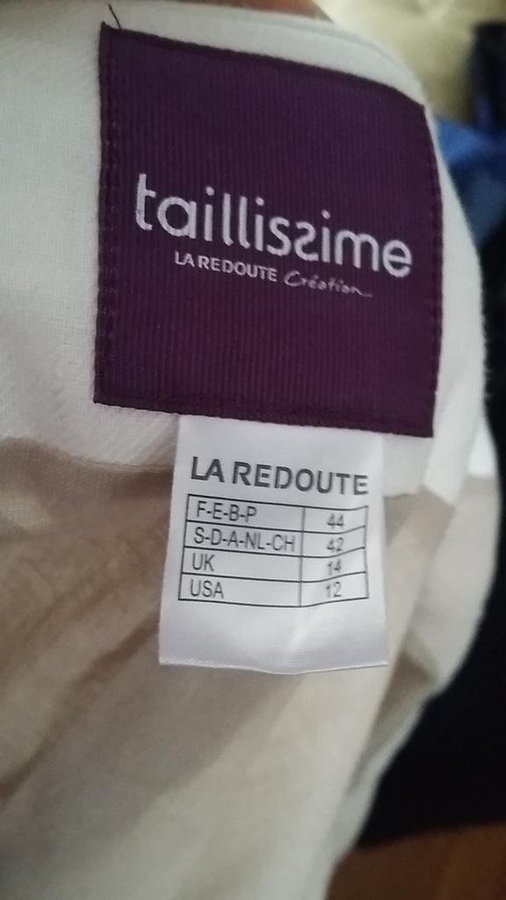 taillissime
LA REDOUTE Création
LA REDOUTE
F-E-B-P 44
S-D-A-NL-CH 42
UK 14
USA 12